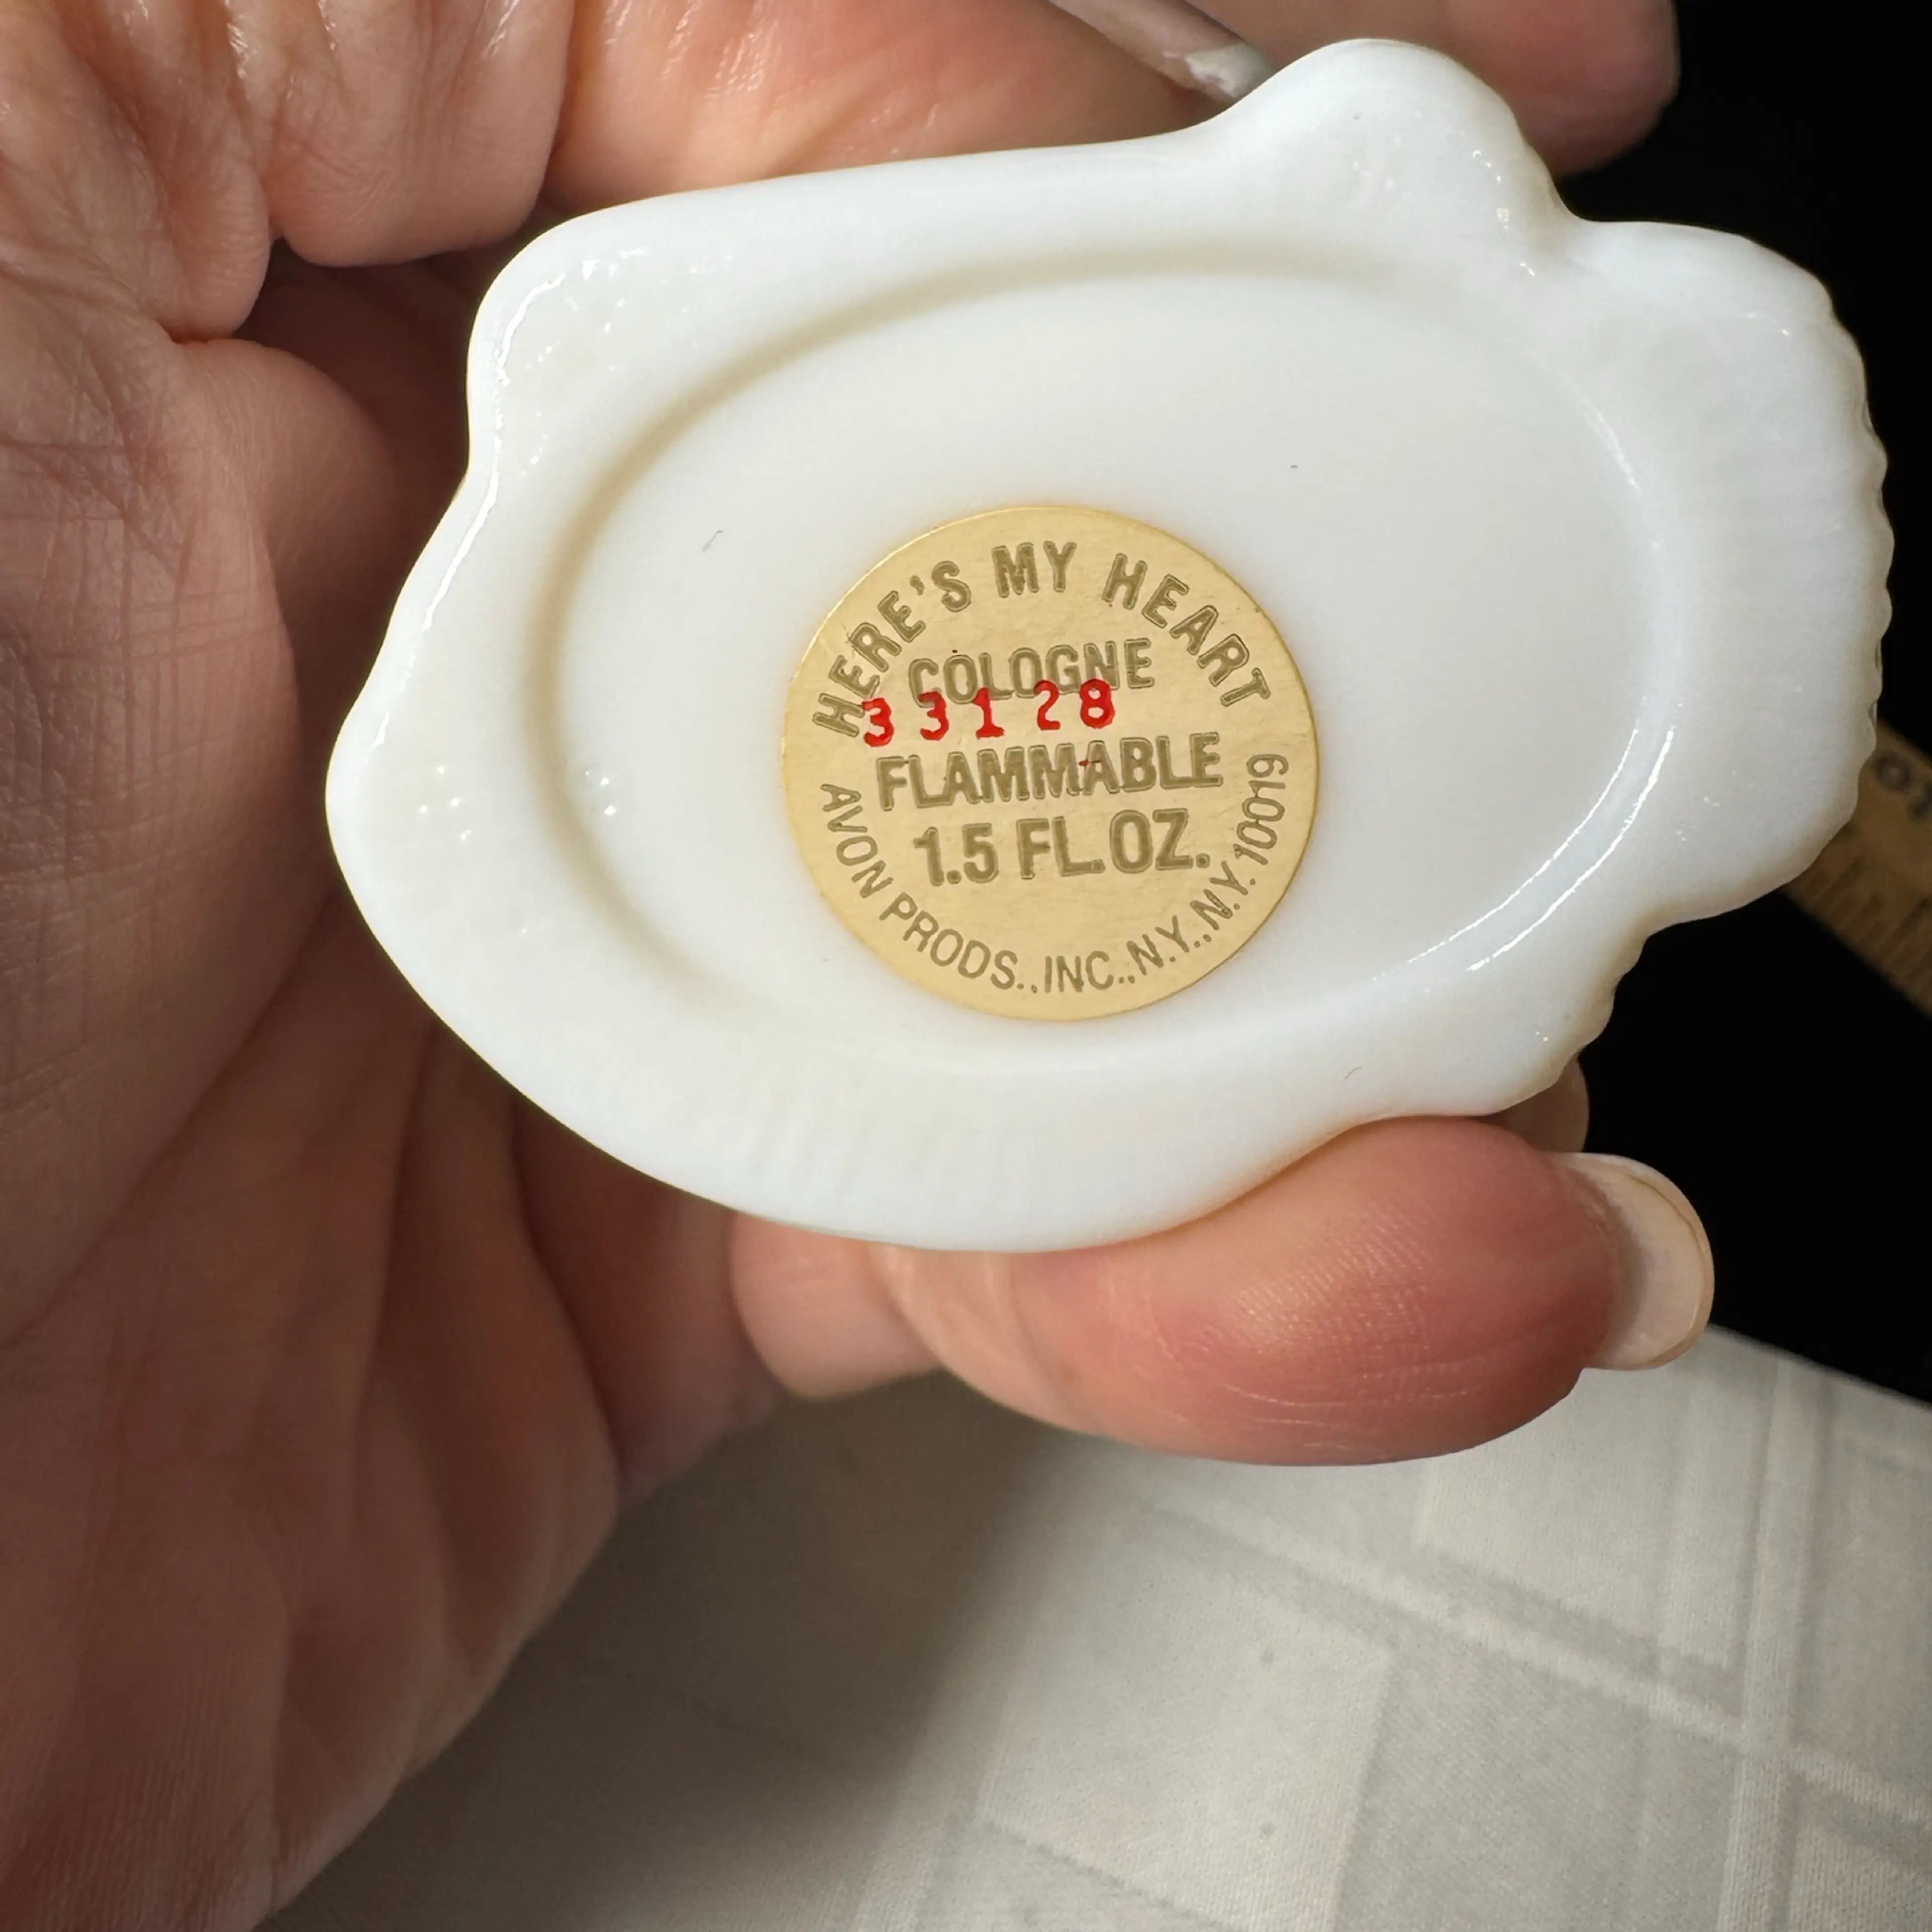 HERE'S MY HEART
COLOGNE
33128
FLAMMABLE
1.5 FL.OZ.
AVON PRODS., INC., N.Y., N.Y. 10019